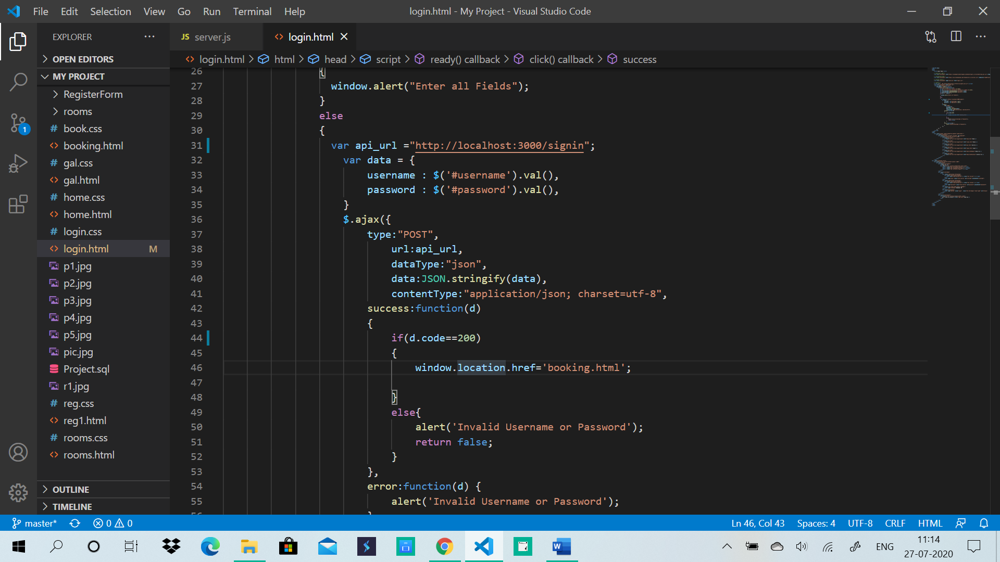 File Edit Selection View Go Run Terminal Help
login.html - My Project - Visual Studio Code
EXPLORER
OPEN EDITORS
MY PROJECT
RegisterForm
rooms
# book.css
<> booking.html
# gal.css
<> gal.html
# home.css
<> home.html
# login.css
<> login.html M
p1.jpg
p2.jpg
p3.jpg
p4.jpg
p5.jpg
pic.jpg
Project.sql
r1.jpg
# reg.css
<> reg1.html
# rooms.css
<> rooms.html
OUTLINE
TIMELINE
1
JS server.js
<> login.html
<> login.html > html > head > script > ready() callback > click() callback > success
26 {
27 window.alert("Enter all Fields");
28 }
29 else
30 {
31 var api_url ="http://localhost:3000/signin";
32 var data = {
33 username : $('#username').val(),
34 password : $('#password').val(),
35 }
36 $.ajax({
37 type:"POST",
38 url:api_url,
39 dataType:"json",
40 data:JSON.stringify(data),
41 contentType:"application/json; charset=utf-8",
42 success:function(d)
43 {
44 if(d.code==200)
45 {
46 window.location.href='booking.html';
47
48 }
49 else{
50 alert('Invalid Username or Password');
51 return false;
52 }
53 },
54 error:function(d) {
55 alert('Invalid Username or Password');
master* 0 0
Ln 46, Col 43 Spaces: 4 UTF-8 CRLF HTML
ENG
11:14
27-07-2020